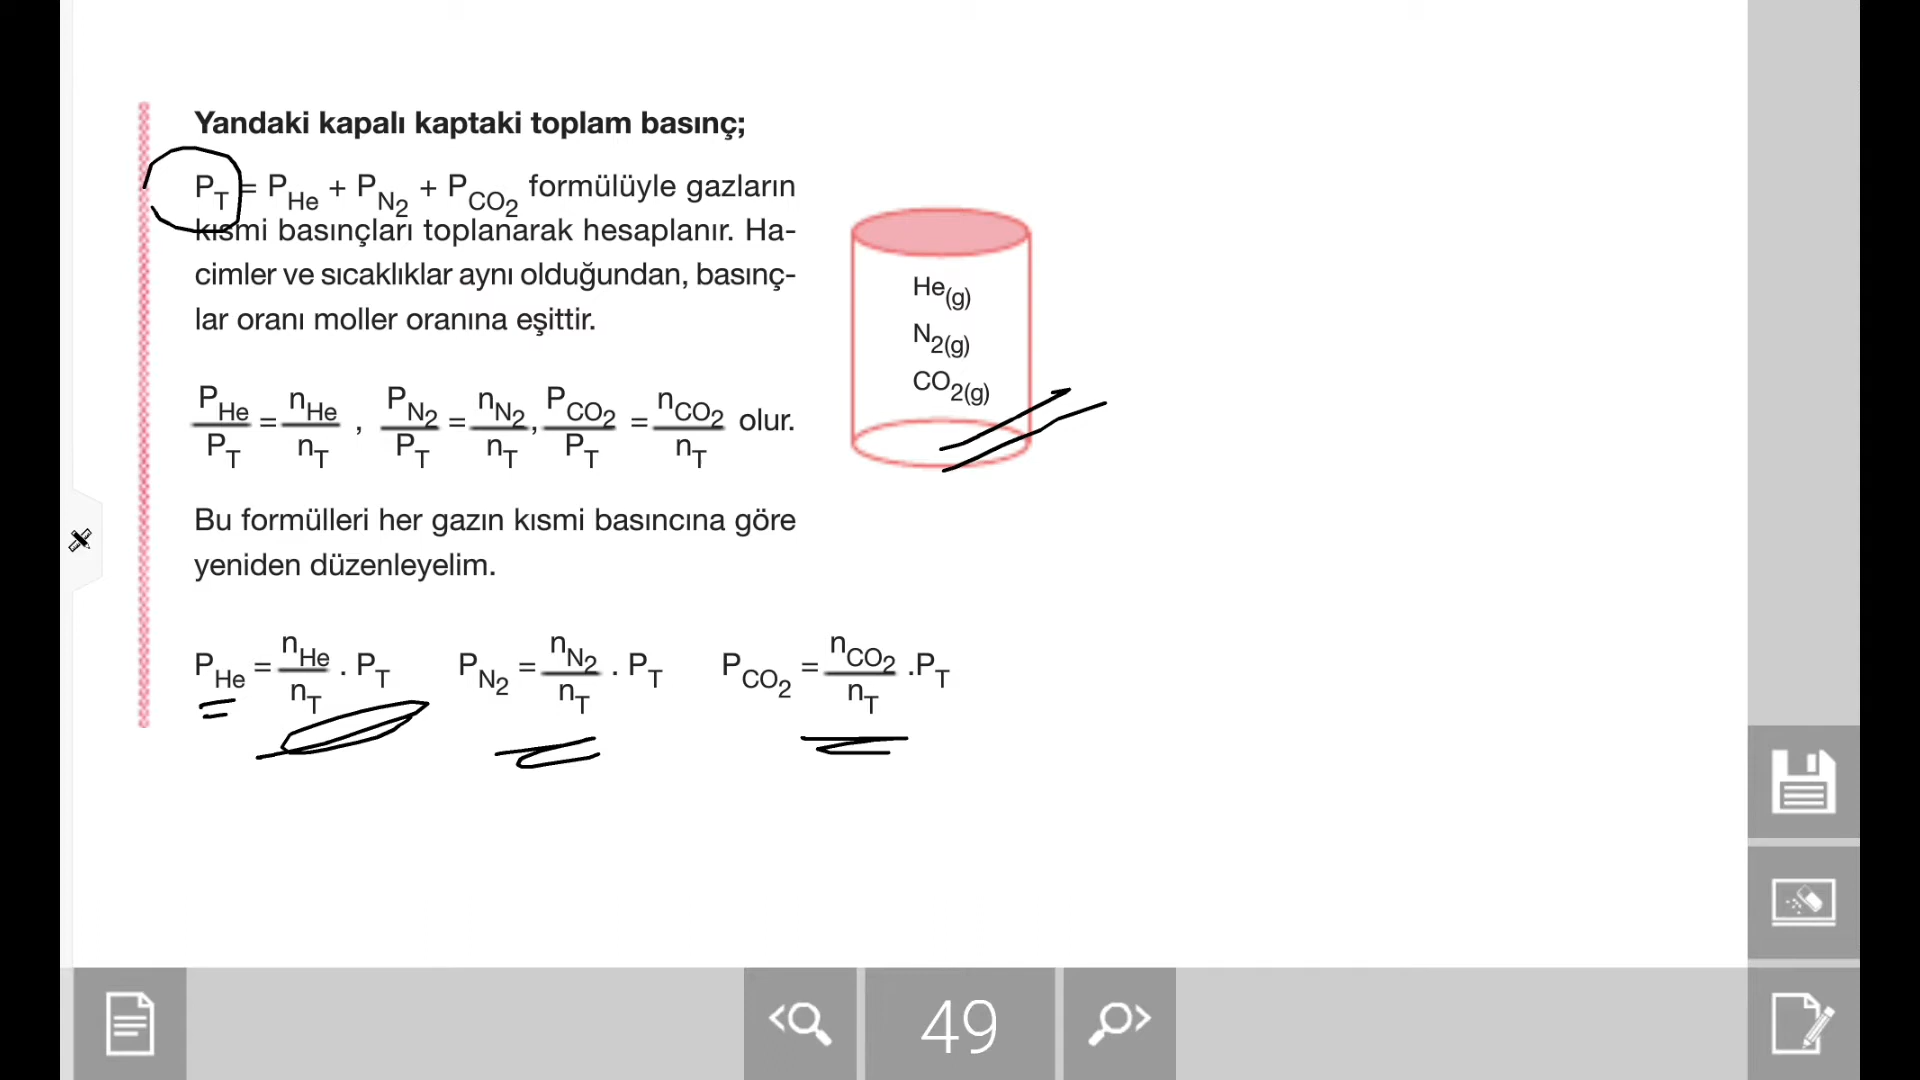 Yandaki kapalı kaptaki toplam basınç;
P_T = P_He + P_N₂ + P_CO₂ formülüyle gazların
kısmi basınçları toplanarak hesaplanır. Ha-
cimler ve sıcaklıklar aynı olduğundan, basınç-
lar oranı moller oranına eşittir.
P_He/P_T = n_He/n_T , P_N₂/P_T = n_N₂/n_T, P_CO₂/P_T = n_CO₂/n_T olur.
Bu formülleri her gazın kısmi basıncına göre
yeniden düzenleyelim.
P_He = n_He/n_T . P_T P_N₂ = n_N₂/n_T . P_T P_CO₂ = n_CO₂/n_T .P_T
He(g)
N₂(g)
CO₂(g)
49